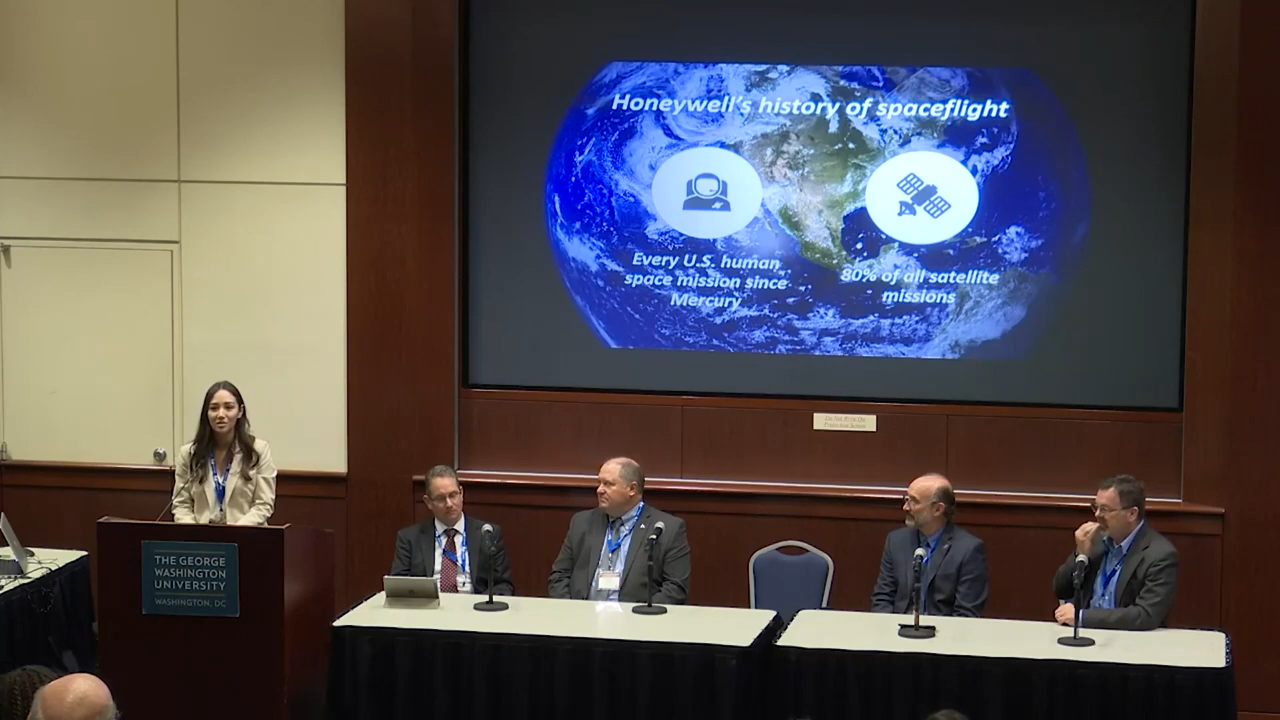 Honeywell's history of spaceflight
Every U.S. human
space mission since
Mercury
80% of all satellite
missions
THE GEORGE
WASHINGTON
UNIVERSITY
WASHINGTON, DC